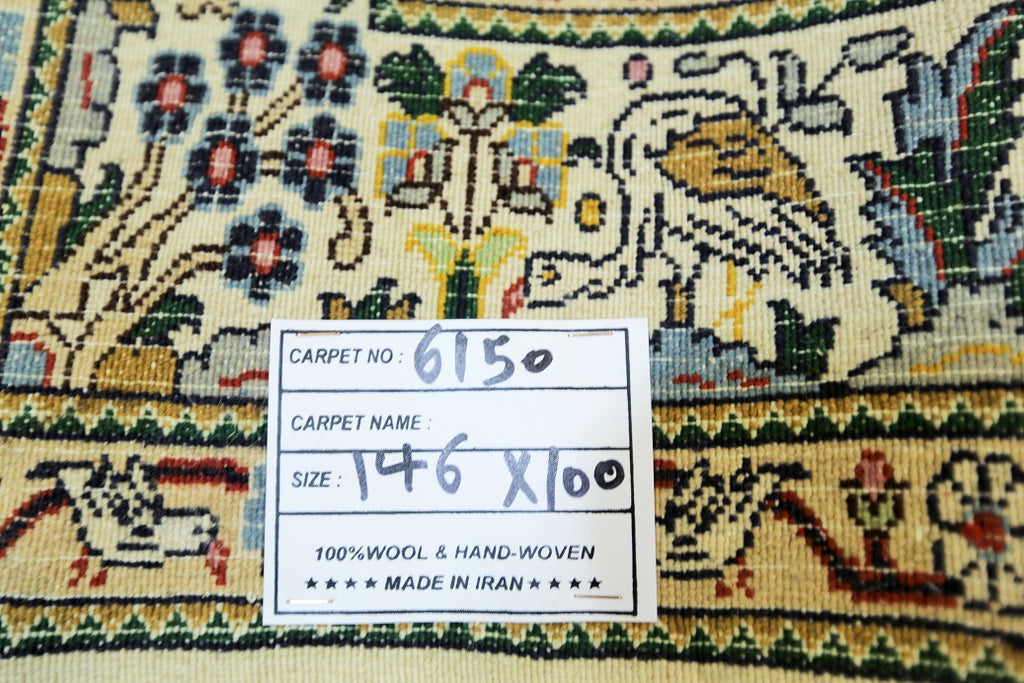 CARPET NO : 6150
CARPET NAME :
SIZE : 146 X100
100%WOOL & HAND-WOVEN
★★★★ MADE IN IRAN ★★★★